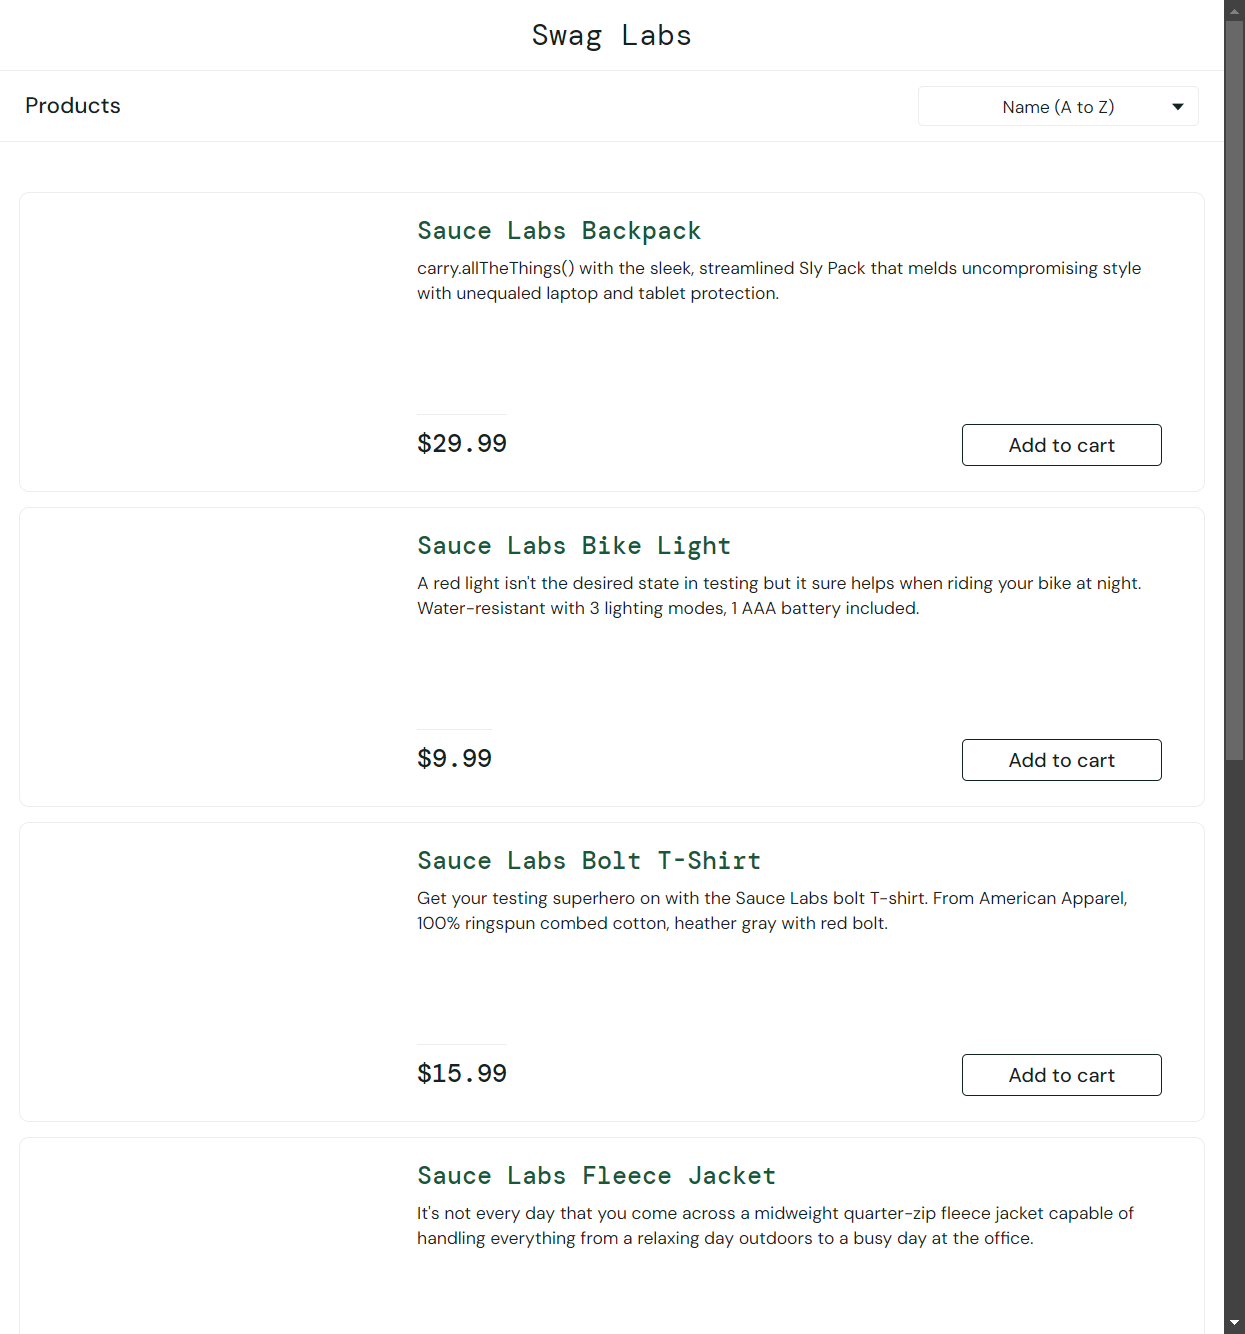 Swag Labs
Products
Name (A to Z)
Sauce Labs Backpack
carry.allTheThings() with the sleek, streamlined Sly Pack that melds uncompromising style
with unequaled laptop and tablet protection.
$29.99
Add to cart
Sauce Labs Bike Light
A red light isn't the desired state in testing but it sure helps when riding your bike at night.
Water-resistant with 3 lighting modes, 1 AAA battery included.
$9.99
Add to cart
Sauce Labs Bolt T-Shirt
Get your testing superhero on with the Sauce Labs bolt T-shirt. From American Apparel,
100% ringspun combed cotton, heather gray with red bolt.
$15.99
Add to cart
Sauce Labs Fleece Jacket
It's not every day that you come across a midweight quarter-zip fleece jacket capable of
handling everything from a relaxing day outdoors to a busy day at the office.